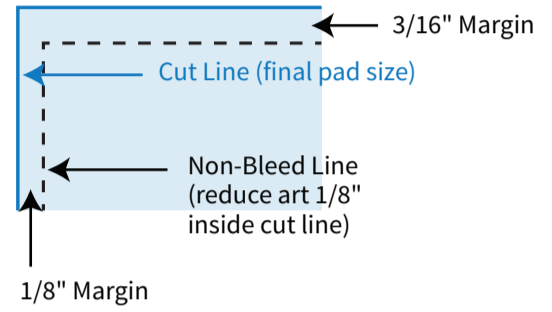 3/16" Margin
Cut Line (final pad size)
Non-Bleed Line
(reduce art 1/8"
inside cut line)
1/8" Margin